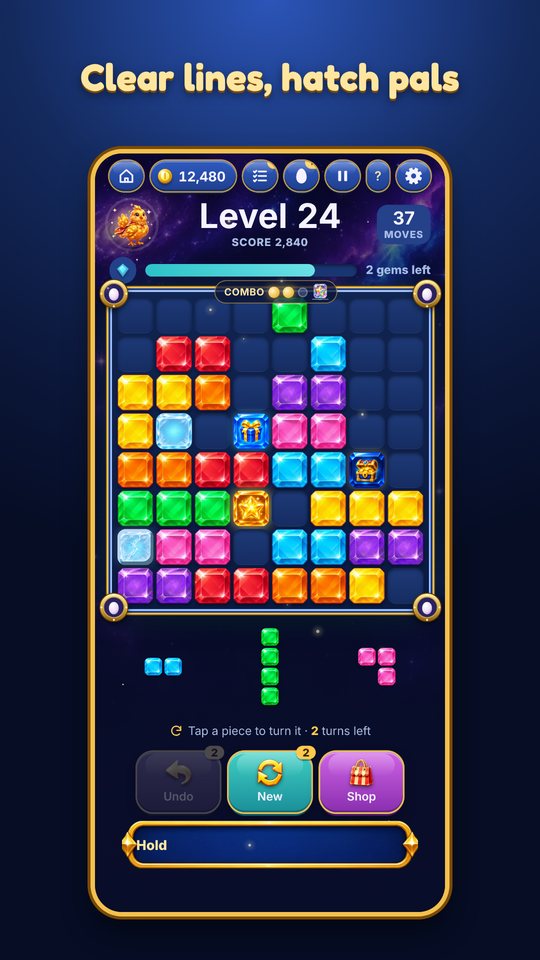 Clear lines, hatch pals
12,480
?
Level 24
SCORE 2,840
37
MOVES
2 gems left
COMBO
Tap a piece to turn it · 2 turns left
2
Undo
2
New
Shop
Hold